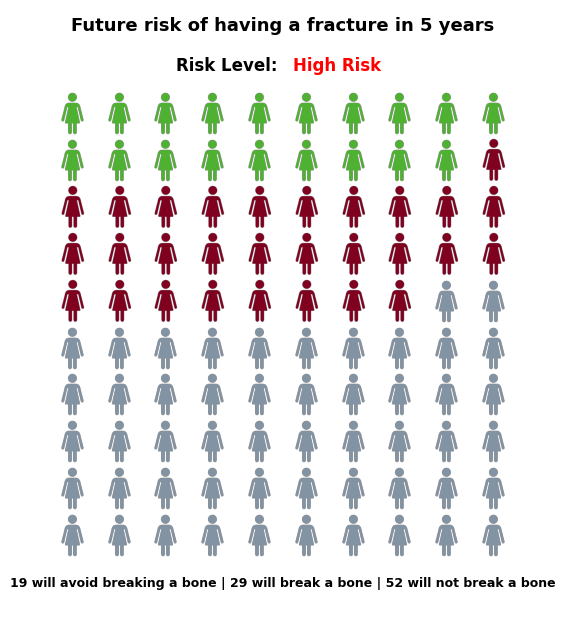 Future risk of having a fracture in 5 years
Risk Level: High Risk
19 will avoid breaking a bone | 29 will break a bone | 52 will not break a bone